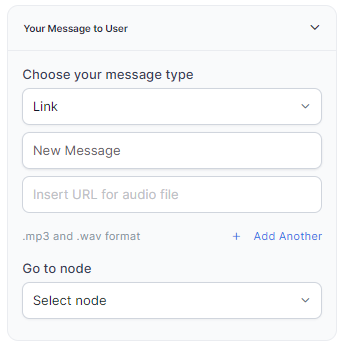 Your Message to User
Choose your message type
Link
New Message
Insert URL for audio file
.mp3 and .wav format + Add Another
Go to node
Select node